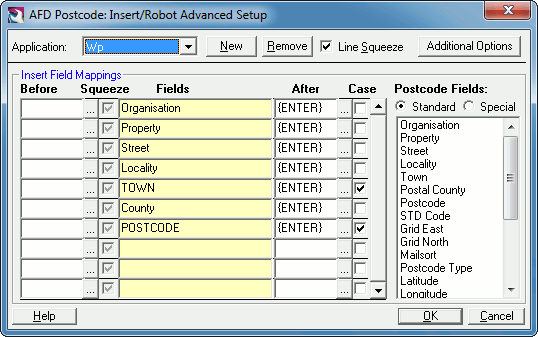 AFD Postcode: Insert/Robot Advanced Setup
Application: Wp New Remove Line Squeeze Additional Options
Insert Field Mappings
Before Squeeze Fields After Case
Organisation {ENTER}
Property {ENTER}
Street {ENTER}
Locality {ENTER}
TOWN {ENTER}
County {ENTER}
POSTCODE {ENTER}
Postcode Fields:
Standard Special
Organisation
Property
Street
Locality
Town
Postal County
Postcode
STD Code
Grid East
Grid North
Mailsort
Postcode Type
Latitude
Longitude
Help OK Cancel